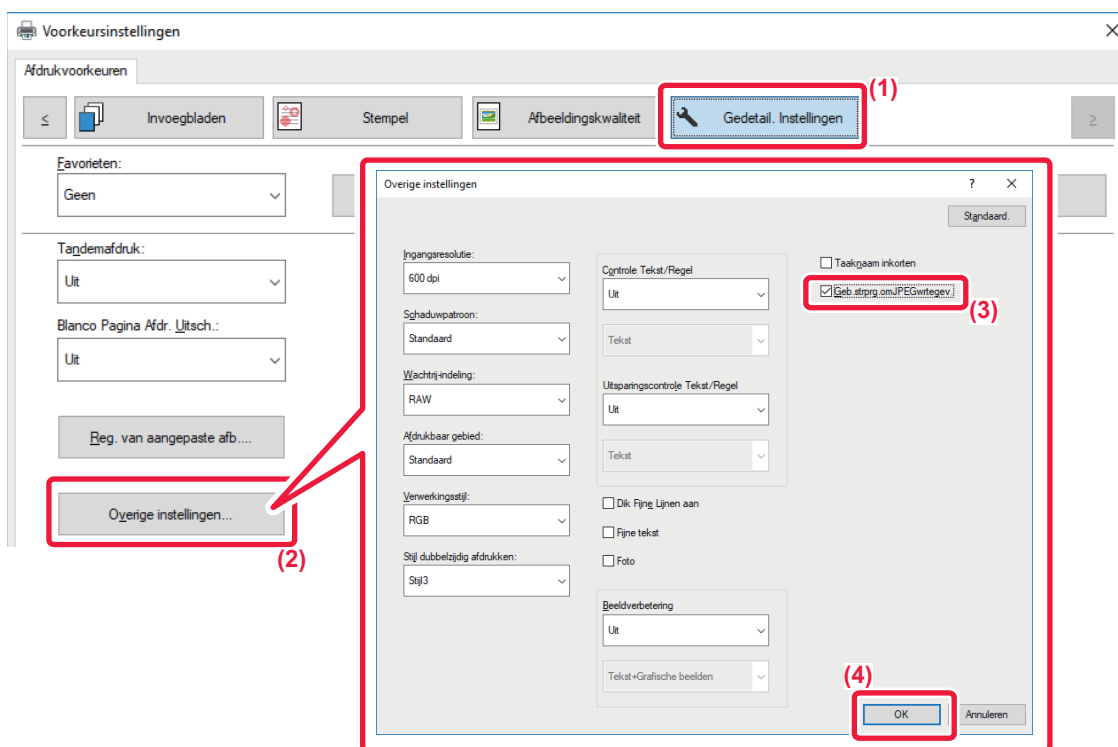 Voorkeursinstellingen
Afdrukvoorkeuren
(1)
<
Invoegbladen
Stempel
Afbeeldingskwaliteit
Gedetail. Instellingen
>
Favorieten:
Geen
Tandemafdruk:
Uit
Blanco Pagina Afdr. Uitsch.:
Uit
Reg. van aangepaste afb....
Overige instellingen...
(2)
Overige instellingen
?
Standaard.
Ingangsresolutie:
600 dpi
Schaduwpatroon:
Standaard
Wachtrij-indeling:
RAW
Afdrukbaar gebied:
Standaard
Verwerkingsstijl:
RGB
Stijl dubbelzijdig afdrukken:
Stijl3
Controle Tekst/Regel
Uit
Tekst
Uitsparingscontrole Tekst/Regel
Uit
Tekst
Dik Fijne Lijnen aan
Fijne tekst
Foto
Beeldverbetering
Uit
Tekst+Grafische beelden
Taaknaam inkorten
Geb.strprg.omJPEGwrtegev.
(3)
(4)
OK
Annuleren